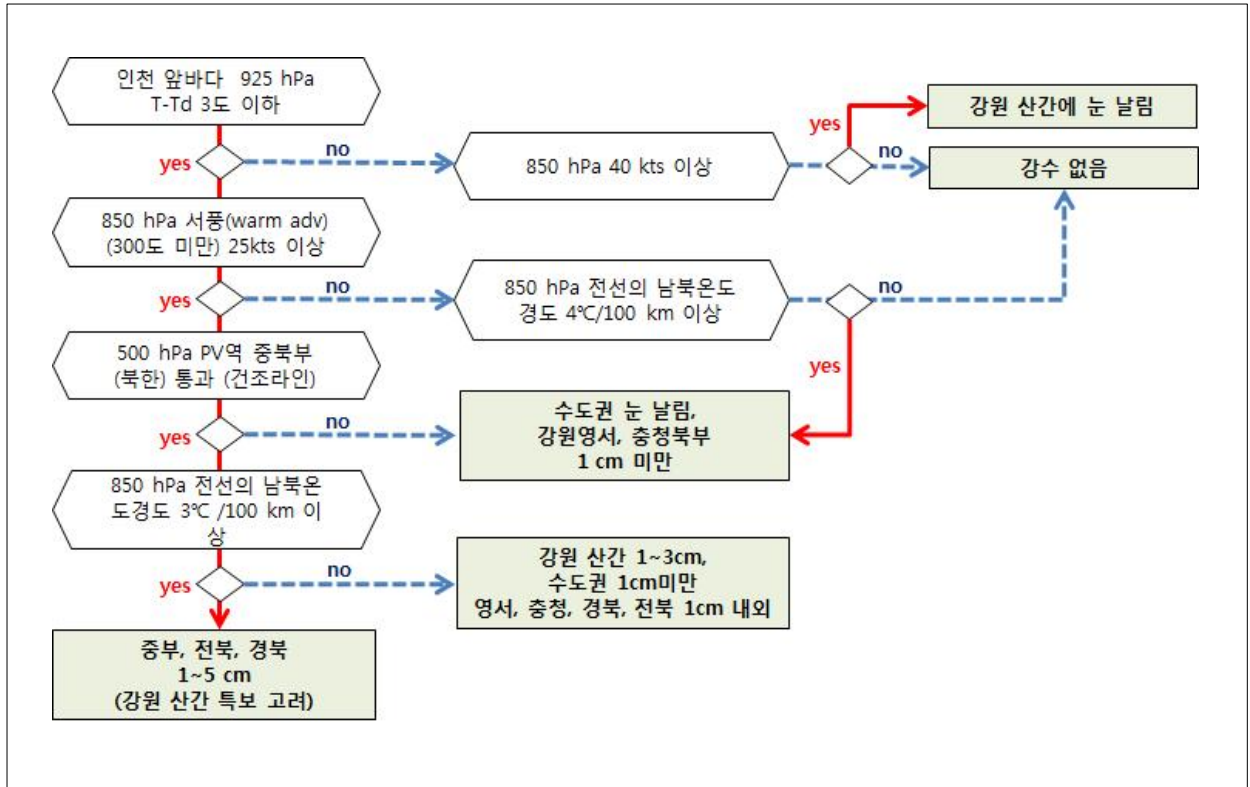 인천 앞바다 925 hPa
T-Td 3도 이하
yes
no
850 hPa 40 kts 이상
yes
no
강원 산간에 눈 날림
강수 없음
850 hPa 서풍(warm adv)
(300도 미만) 25kts 이상
yes
no
850 hPa 전선의 남북온도
경도 4℃/100 km 이상
no
yes
500 hPa PV역 중북부
(북한) 통과 (건조라인)
yes
no
수도권 눈 날림,
강원영서, 충청북부
1 cm 미만
850 hPa 전선의 남북온
도경도 3℃ /100 km 이
상
yes
no
강원 산간 1~3cm,
수도권 1cm미만
영서, 충청, 경북, 전북 1cm 내외
중부, 전북, 경북
1~5 cm
(강원 산간 특보 고려)